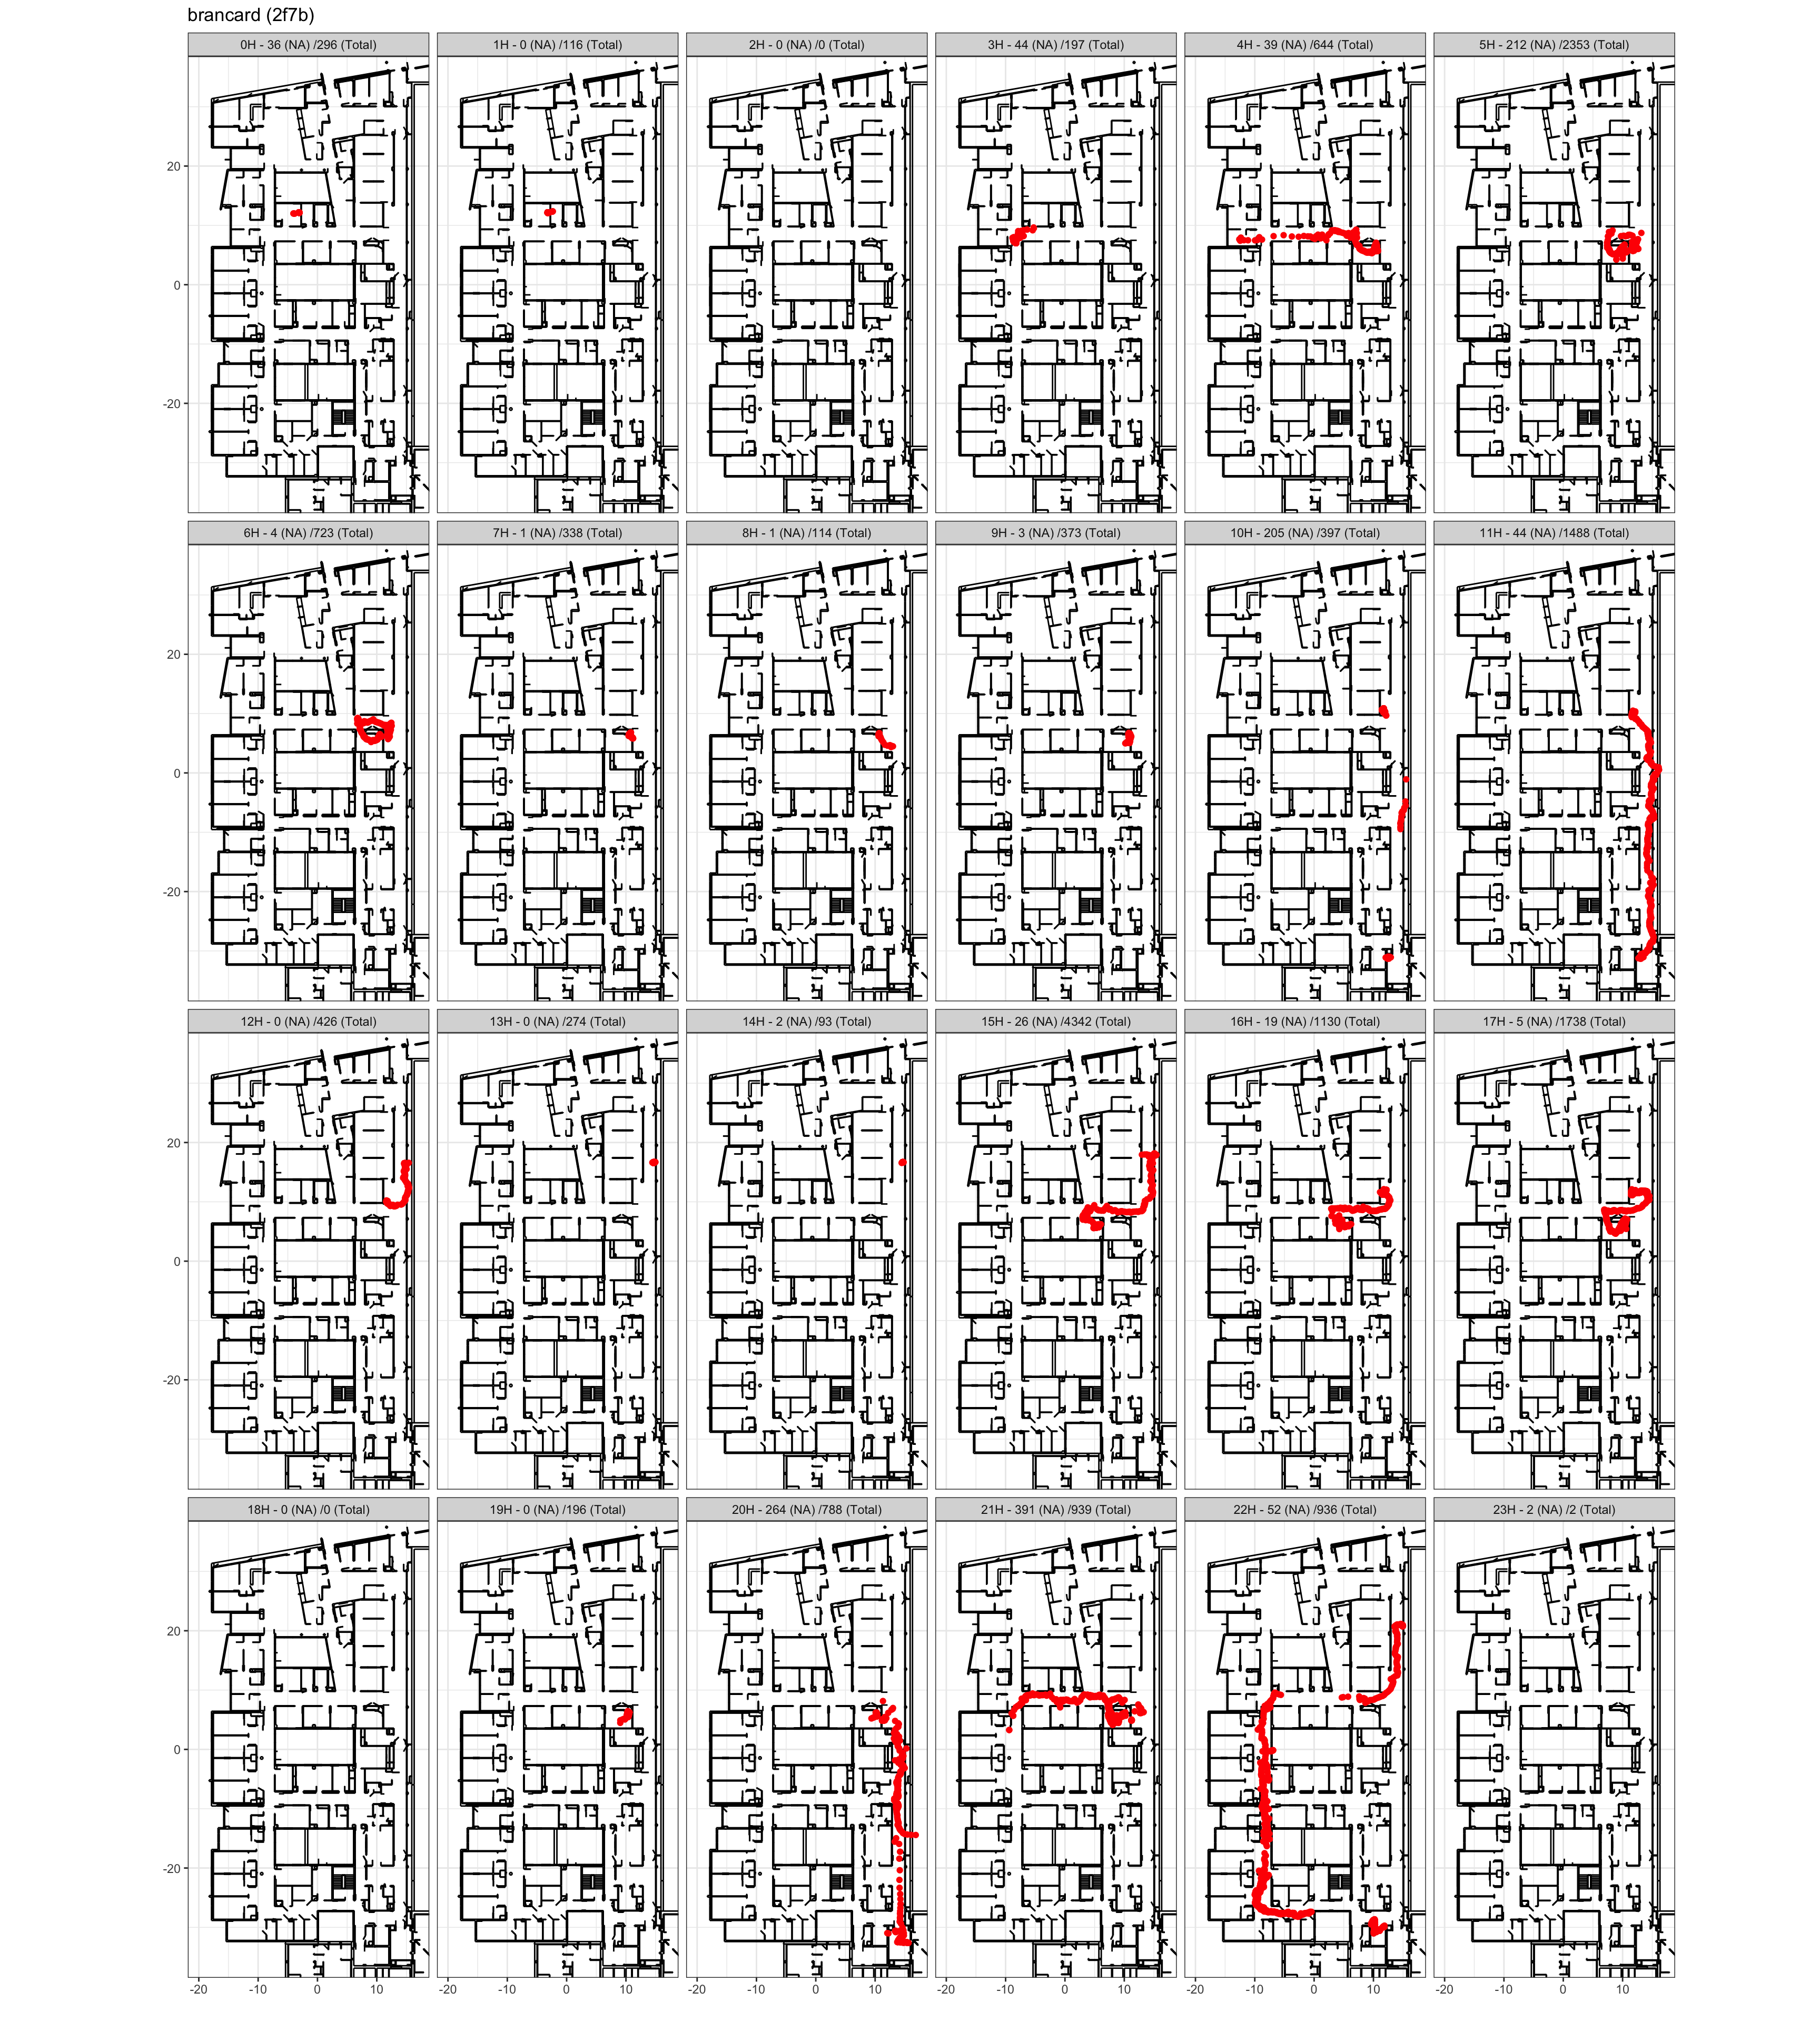 brancard (2f7b)
0H - 36 (NA) /296 (Total) 1H - 0 (NA) /116 (Total) 2H - 0 (NA) /0 (Total) 3H - 44 (NA) /197 (Total) 4H - 39 (NA) /644 (Total) 5H - 212 (NA) /2353 (Total)
20
0
-20
6H - 4 (NA) /723 (Total) 7H - 1 (NA) /338 (Total) 8H - 1 (NA) /114 (Total) 9H - 3 (NA) /373 (Total) 10H - 205 (NA) /397 (Total) 11H - 44 (NA) /1488 (Total)
20
0
-20
12H - 0 (NA) /426 (Total) 13H - 0 (NA) /274 (Total) 14H - 2 (NA) /93 (Total) 15H - 26 (NA) /4342 (Total) 16H - 19 (NA) /1130 (Total) 17H - 5 (NA) /1738 (Total)
20
0
-20
18H - 0 (NA) /0 (Total) 19H - 0 (NA) /196 (Total) 20H - 264 (NA) /788 (Total) 21H - 391 (NA) /939 (Total) 22H - 52 (NA) /936 (Total) 23H - 2 (NA) /2 (Total)
20
0
-20
-20 -10 0 10 -20 -10 0 10 -20 -10 0 10 -20 -10 0 10 -20 -10 0 10 -20 -10 0 10